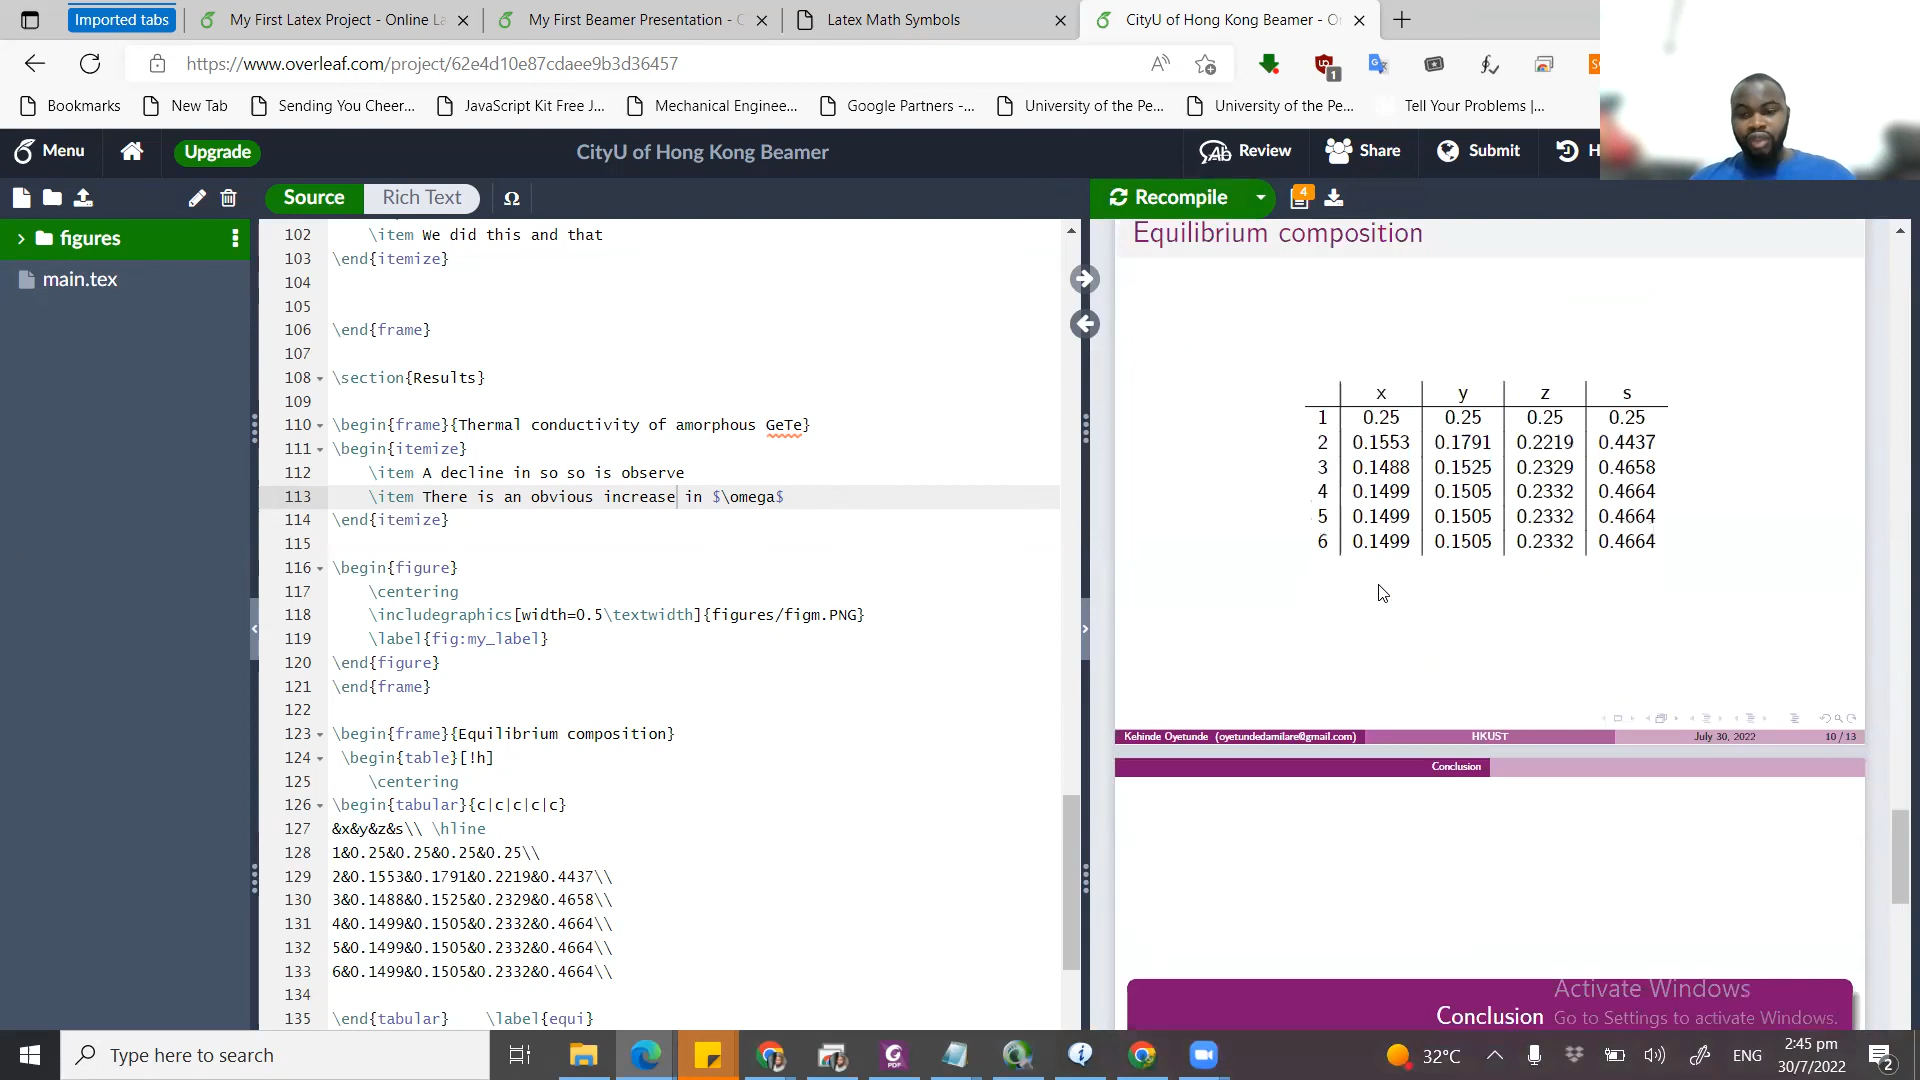 Imported tabs
My First Latex Project - Online La
My First Beamer Presentation - O
Latex Math Symbols
CityU of Hong Kong Beamer - On
https://www.overleaf.com/project/62e4d10e87cdaee9b3d36457
Bookmarks
New Tab
Sending You Cheer...
JavaScript Kit Free J...
Mechanical Enginee...
Google Partners -...
University of the Pe...
University of the Pe...
Tell Your Problems |...
Menu
Upgrade
CityU of Hong Kong Beamer
Review
Share
Submit
H
Source
Rich Text
Ω
Recompile
4
figures
main.tex
102 \item We did this and that
103 \end{itemize}
104
105
106 \end{frame}
107
108 \section{Results}
109
110 \begin{frame}{Thermal conductivity of amorphous GeTe}
111 \begin{itemize}
112 \item A decline in so so is observe
113 \item There is an obvious increase in $\omega$
114 \end{itemize}
115
116 \begin{figure}
117 \centering
118 \includegraphics[width=0.5\textwidth]{figures/figm.PNG}
119 \label{fig:my_label}
120 \end{figure}
121 \end{frame}
122
123 \begin{frame}{Equilibrium composition}
124 \begin{table}[!h]
125 \centering
126 \begin{tabular}{c|c|c|c|c}
127 &x&y&z&s\\ \hline
128 1&0.25&0.25&0.25&0.25\\
129 2&0.1553&0.1791&0.2219&0.4437\\
130 3&0.1488&0.1525&0.2329&0.4658\\
131 4&0.1499&0.1505&0.2332&0.4664\\
132 5&0.1499&0.1505&0.2332&0.4664\\
133 6&0.1499&0.1505&0.2332&0.4664\\
134
135 \end{tabular} \label{equi}
Equilibrium composition
x y z s
1 0.25 0.25 0.25 0.25
2 0.1553 0.1791 0.2219 0.4437
3 0.1488 0.1525 0.2329 0.4658
4 0.1499 0.1505 0.2332 0.4664
5 0.1499 0.1505 0.2332 0.4664
6 0.1499 0.1505 0.2332 0.4664
Kehinde Oyetunde (oyetundedamilare@gmail.com) HKUST July 30, 2022 10 / 13
Conclusion
Conclusion
Activate Windows
Go to Settings to activate Windows.
Type here to search
32°C
ENG
2:45 pm
30/7/2022
2